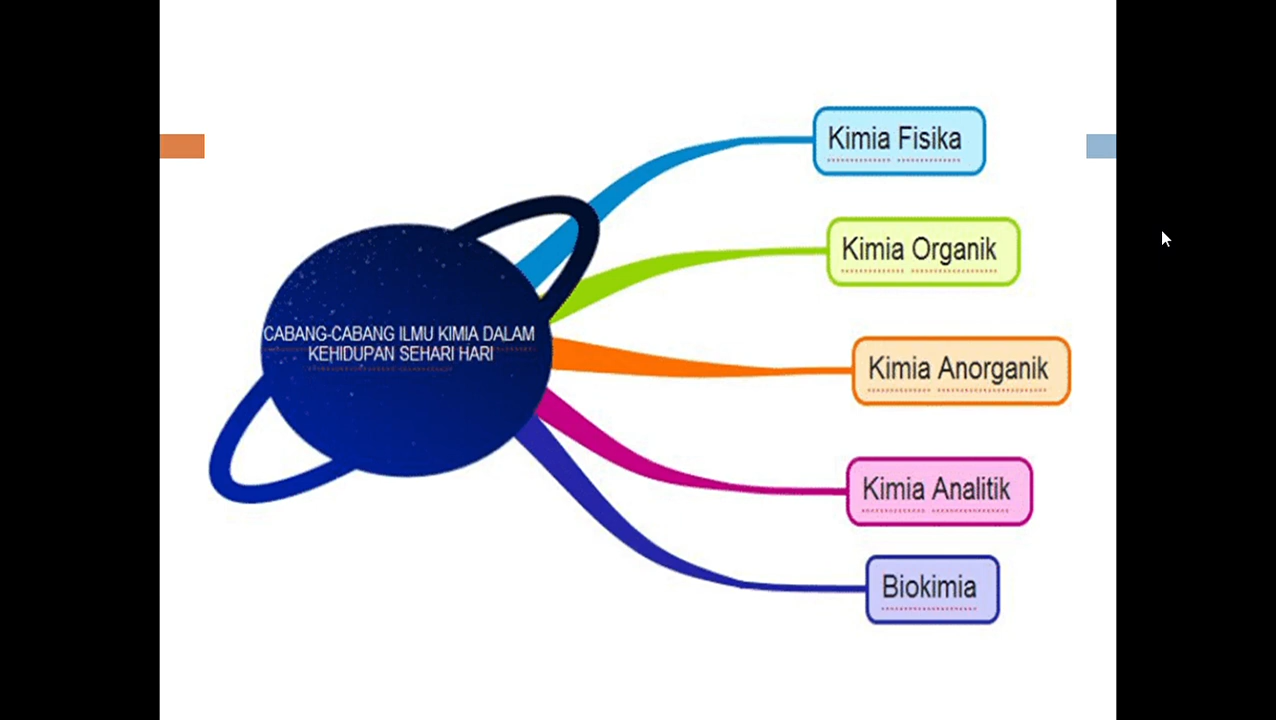 CABANG-CABANG ILMU KIMIA DALAM
KEHIDUPAN SEHARI HARI
Kimia Fisika
Kimia Organik
Kimia Anorganik
Kimia Analitik
Biokimia